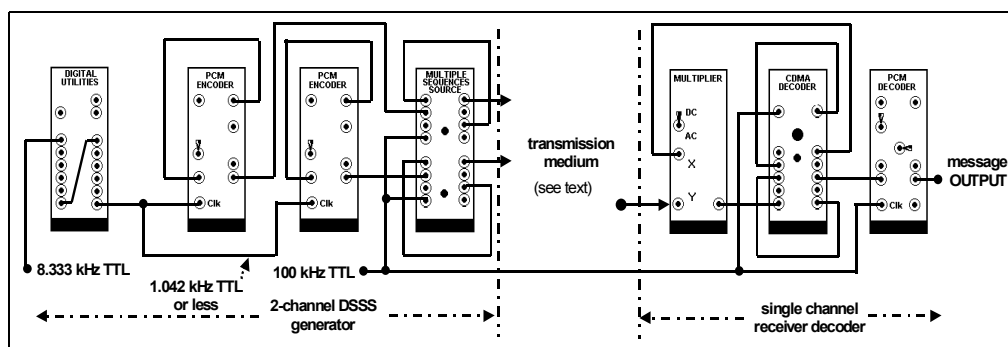 DIGITAL
UTILITIES
PCM
ENCODER
Clk
PCM
ENCODER
Clk
MULTIPLE
SEQUENCES
SOURCE
transmission
medium
(see text)
MULTIPLIER
DC
AC
X
Y
CDMA
DECODER
PCM
DECODER
Clk
message
OUTPUT
8.333 kHz TTL
1.042 kHz TTL
or less
100 kHz TTL
2-channel DSSS
generator
single channel
receiver decoder